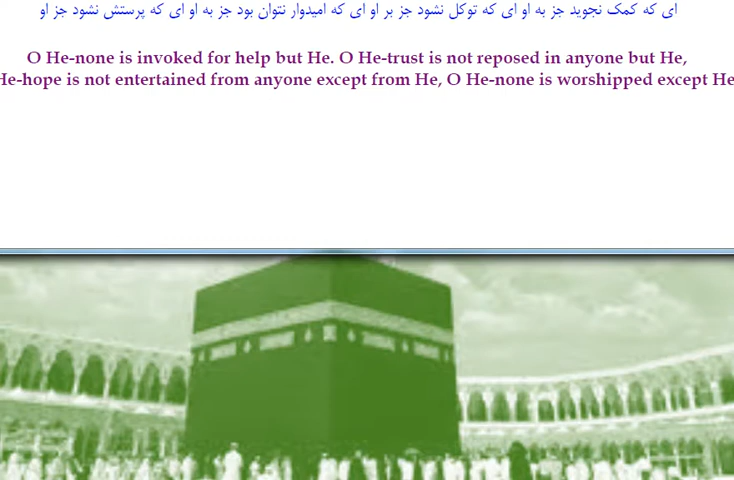 ای که کمک نجوید جز به او ای که توکل نشود جز بر او ای که امیدوار نتوان بود جز به او ای که پرستش نشود جز او
O He-none is invoked for help but He. O He-trust is not reposed in anyone but He,
He-hope is not entertained from anyone except from He, O He-none is worshipped except He